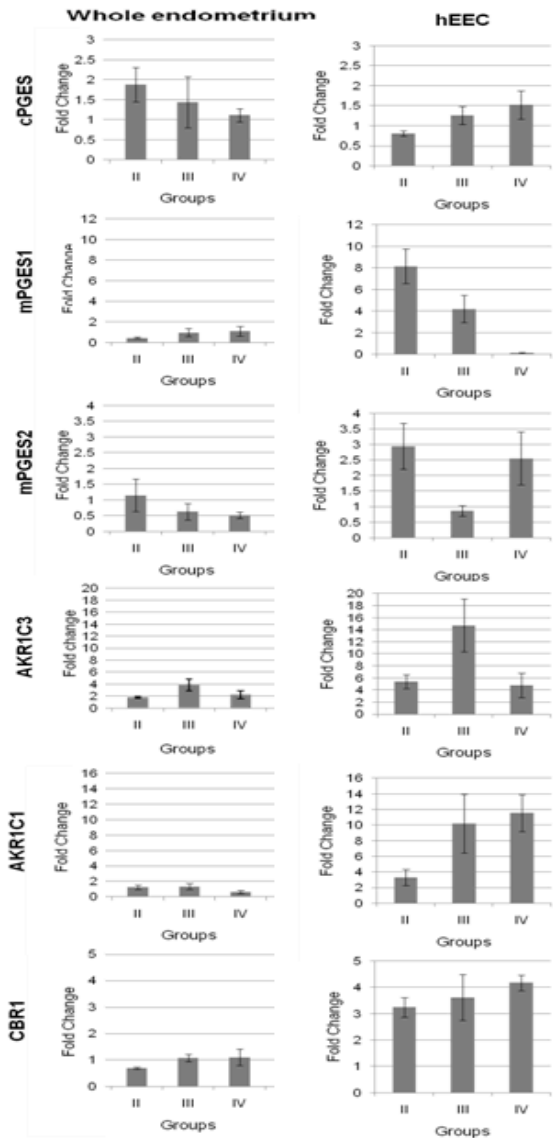 Whole endometrium
hEEC
cPGES
Fold Change
3
2.5
2
1.5
1
0.5
0
II III IV
Groups
Fold Change
3
2.5
2
1.5
1
0.5
0
II III IV
Groups
mPGES1
Fold Change
12
10
8
6
4
2
0
II III IV
Groups
Fold Change
12
10
8
6
4
2
0
II III IV
Groups
mPGES2
Fold Change
4
3.5
3
2.5
2
1.5
1
0.5
0
II III IV
Groups
Fold Change
4
3.5
3
2.5
2
1.5
1
0.5
0
II III IV
Groups
AKR1C3
Fold change
20
18
16
14
12
10
8
6
4
2
0
II III IV
Groups
Fold Change
20
18
16
14
12
10
8
6
4
2
0
II III IV
Groups
AKR1C1
Fold Change
16
14
12
10
8
6
4
2
0
II III IV
Groups
Fold Change
16
14
12
10
8
6
4
2
0
II III IV
Groups
CBR1
Fold Change
5
4
3
2
1
0
II III IV
Groups
Fold Change
5
4
3
2
1
0
II III IV
Groups